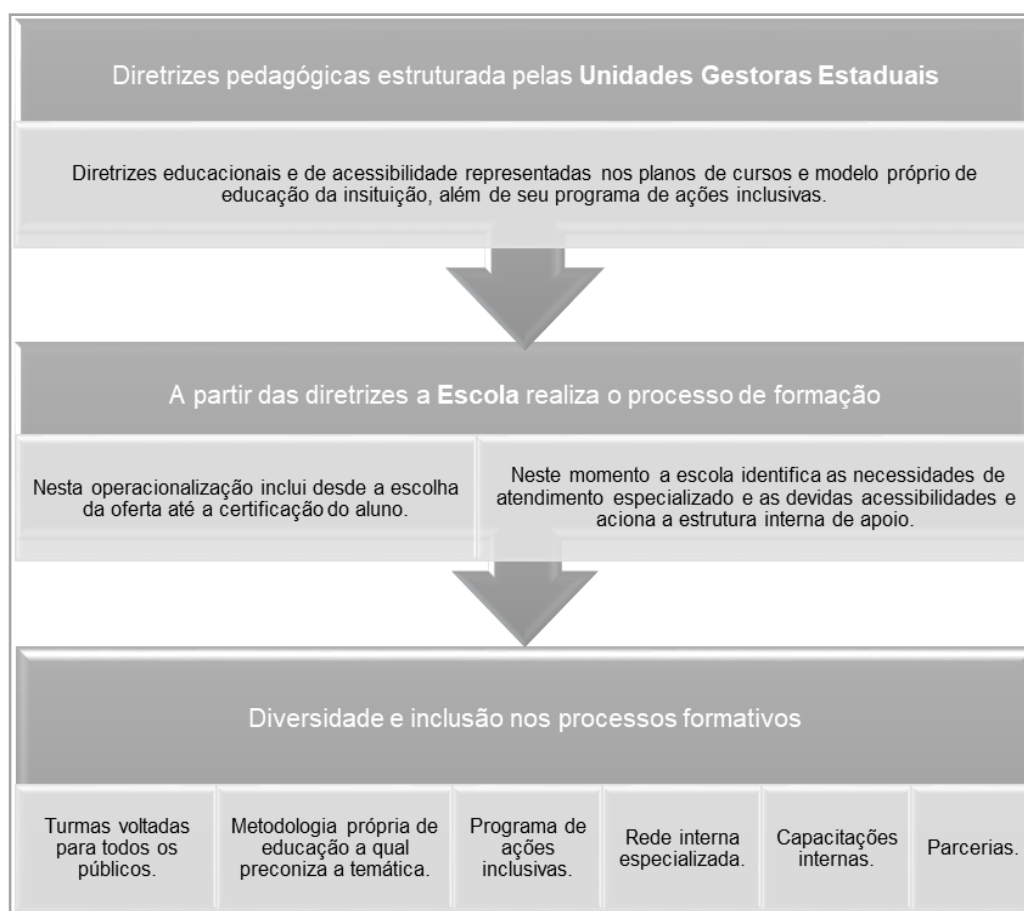 Diretrizes pedagógicas estruturada pelas Unidades Gestoras Estaduais
Diretrizes educacionais e de acessibilidade representadas nos planos de cursos e modelo próprio de
educação da insituição, além de seu programa de ações inclusivas.
A partir das diretrizes a Escola realiza o processo de formação
Nesta operacionalização inclui desde a escolha
da oferta até a certificação do aluno.
Neste momento a escola identifica as necessidades de
atendimento especializado e as devidas acessibilidades e
aciona a estrutura interna de apoio.
Diversidade e inclusão nos processos formativos
Turmas voltadas
para todos os
públicos.
Metodologia própria de
educação a qual
preconiza a temática.
Programa de
ações
inclusivas.
Rede interna
especializada.
Capacitações
internas.
Parcerias.